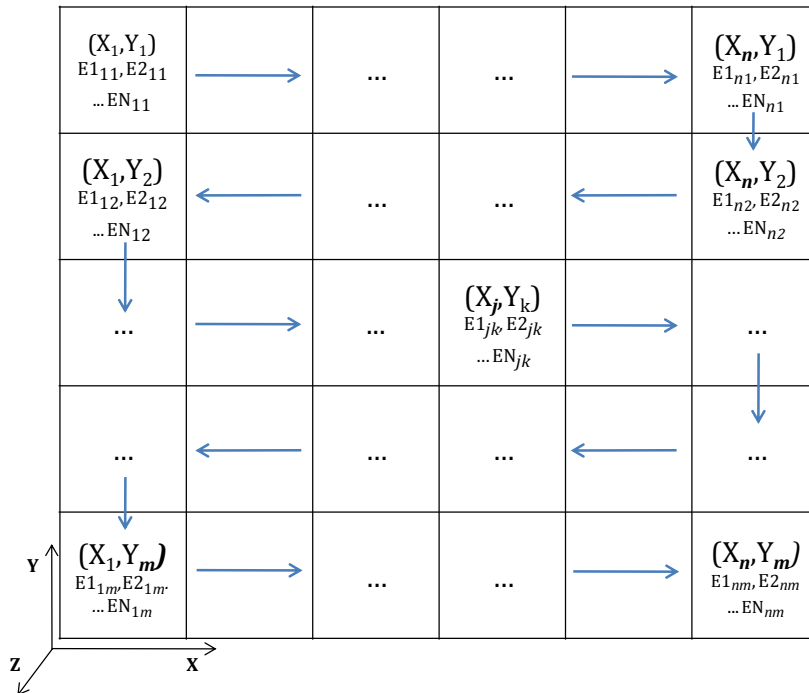 (X₁,Y₁) ... ... (Xₙ,Y₁)
E1₁₁, E2₁₁ E1ₙ₁, E2ₙ₁
... EN₁₁ ... ENₙ₁
(X₁,Y₂) ... ... (Xₙ,Y₂)
E1₁₂, E2₁₂ E1ₙ₂, E2ₙ₂
... EN₁₂ ... ENₙ₂
(Xⱼ,Yₖ)
... ... E1ⱼₖ, E2ⱼₖ ...
... ENⱼₖ
... ... ... ...
(X₁,Yₘ) ... ... (Xₙ,Yₘ)
Y E1₁ₘ, E2₁ₘ. E1ₙₘ, E2ₙₘ
... EN₁ₘ ... ENₙₘ
Z X